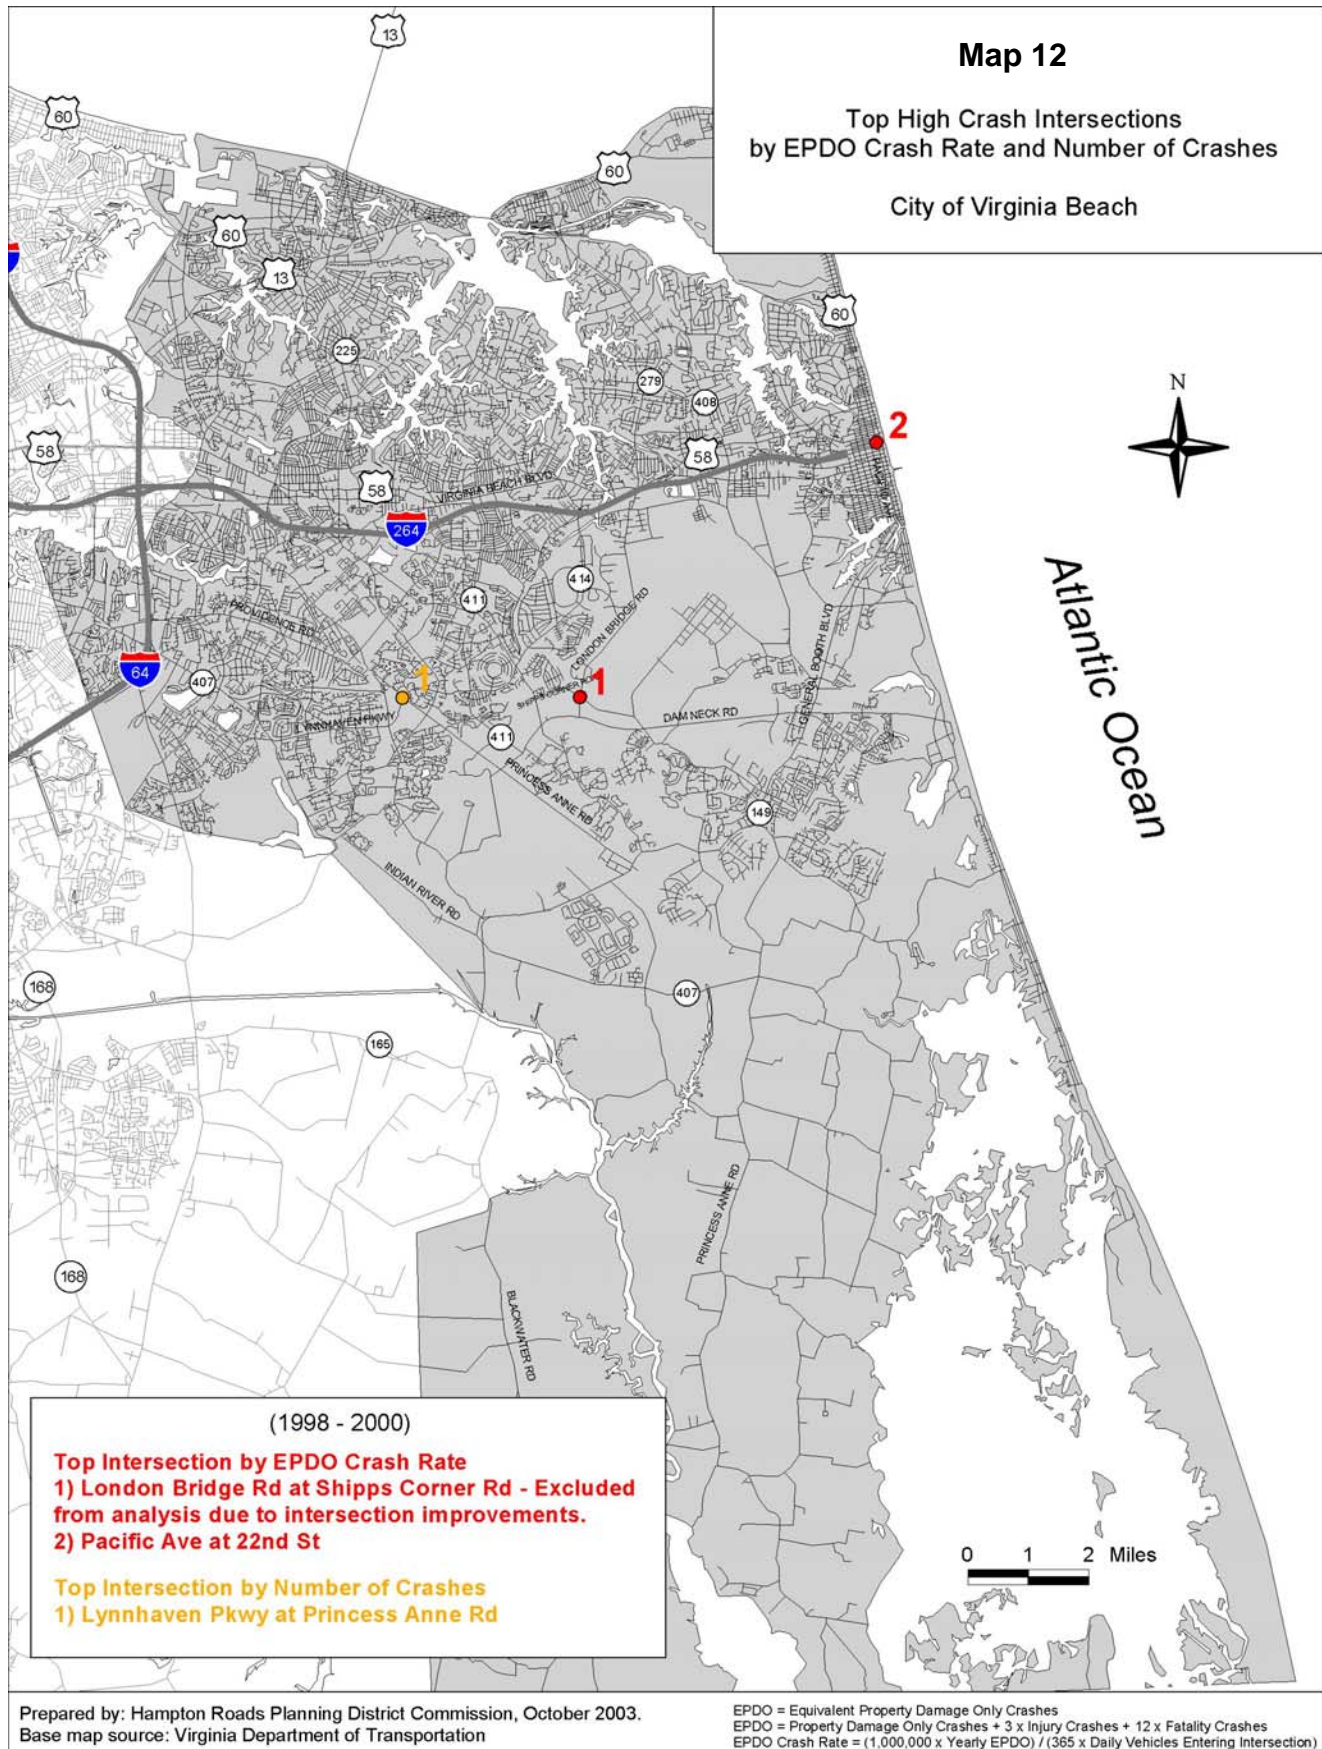 Map 12
Top High Crash Intersections
by EPDO Crash Rate and Number of Crashes
City of Virginia Beach
13
60
60
60
13
60
225
279
408
N
2
58
58
58
VIRGINIA BEACH BLVD
264
PACIFIC AVE
414
411
LONDON BRIDGE RD
PROVIDENCE RD
GENERAL BOOTH BLVD
Atlantic Ocean
64
407
1
1
SHIPPS CORNER RD
LYNNHAVEN PKWY
DAM NECK RD
411
PRINCESS ANNE RD
149
INDIAN RIVER RD
168
407
165
PRINCESS ANNE RD
168
BLACKWATER RD
(1998 - 2000)
Top Intersection by EPDO Crash Rate
1) London Bridge Rd at Shipps Corner Rd - Excluded
from analysis due to intersection improvements.
2) Pacific Ave at 22nd St
Top Intersection by Number of Crashes
1) Lynnhaven Pkwy at Princess Anne Rd
0 1 2 Miles
Prepared by: Hampton Roads Planning District Commission, October 2003.
Base map source: Virginia Department of Transportation
EPDO = Equivalent Property Damage Only Crashes
EPDO = Property Damage Only Crashes + 3 x Injury Crashes + 12 x Fatality Crashes
EPDO Crash Rate = (1,000,000 x Yearly EPDO) / (365 x Daily Vehicles Entering Intersection)